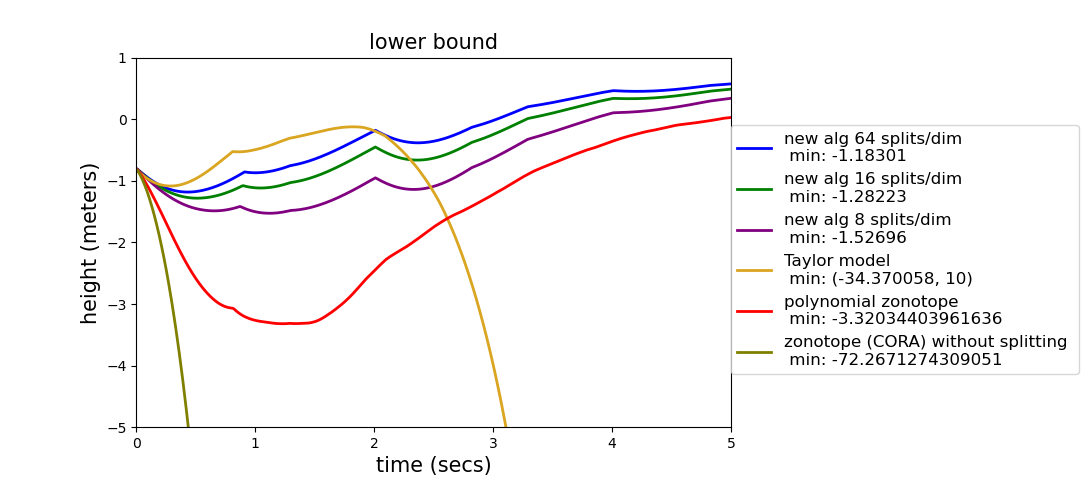 lower bound
height (meters)
1
0
−1
−2
−3
−4
−5
0
1
2
3
4
5
time (secs)
new alg 64 splits/dim
min: -1.18301
new alg 16 splits/dim
min: -1.28223
new alg 8 splits/dim
min: -1.52696
Taylor model
min: (-34.370058, 10)
polynomial zonotope
min: -3.32034403961636
zonotope (CORA) without splitting
min: -72.2671274309051